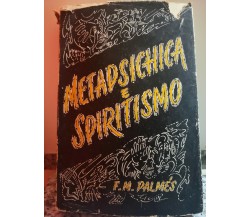 METAPSICHICA
E
SPIRITISMO
F. M. PALMÉS